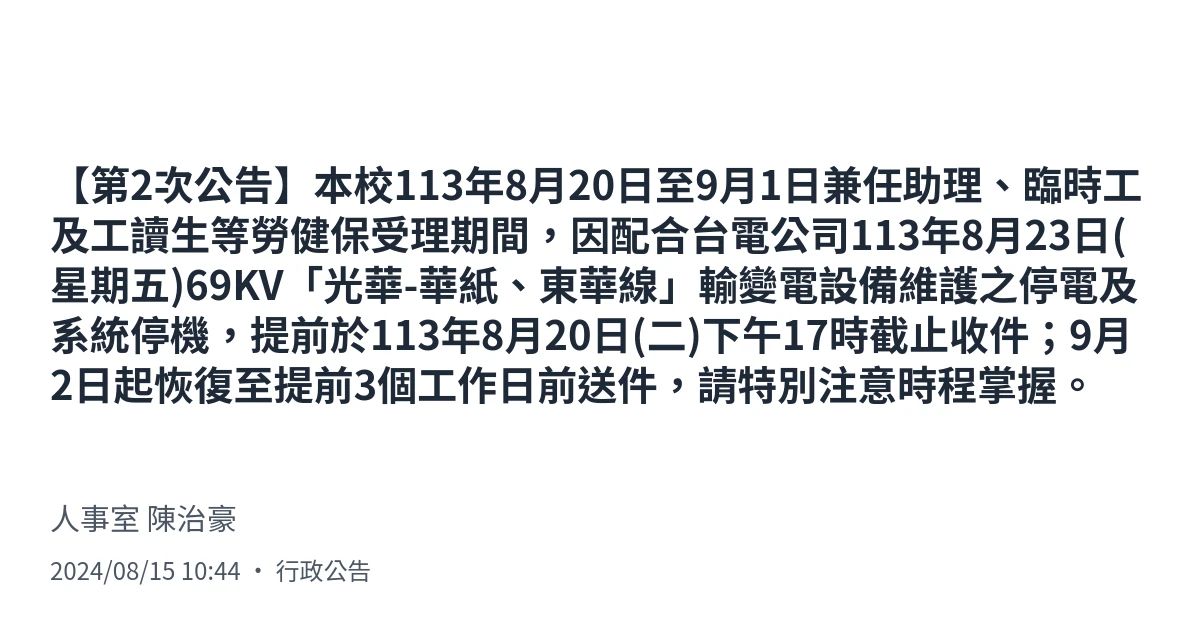 【第2次公告】本校113年8月20日至9月1日兼任助理、臨時工
及工讀生等勞健保受理期間，因配合台電公司113年8月23日(
星期五)69KV「光華-華紙、東華線」輸變電設備維護之停電及
系統停機，提前於113年8月20日(二)下午17時截止收件；9月
2日起恢復至提前3個工作日前送件，請特別注意時程掌握。
人事室 陳治豪
2024/08/15 10:44 ・ 行政公告